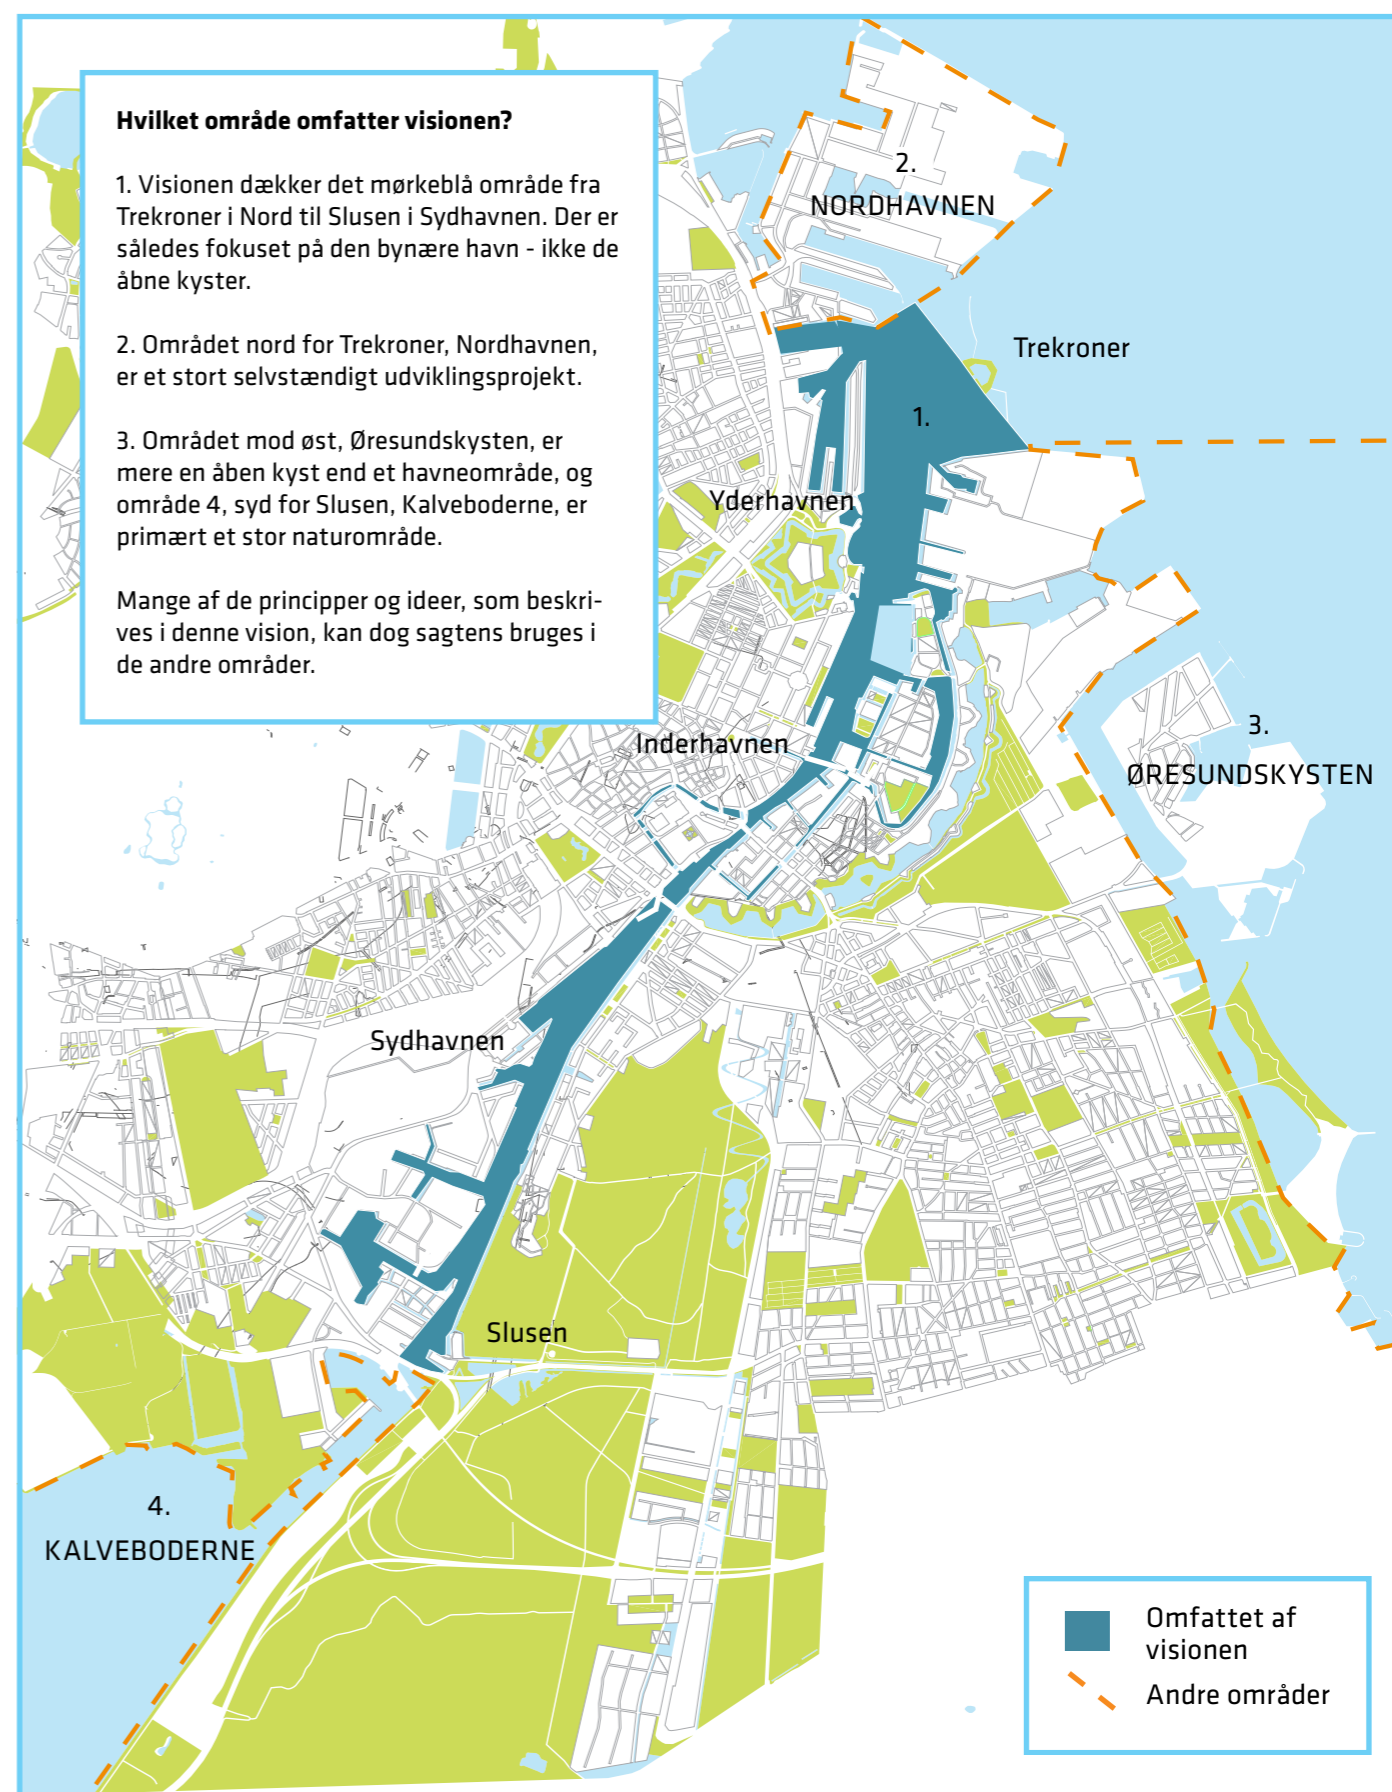 Hvilket område omfatter visionen?
1. Visionen dækker det mørkeblå område fra
Trekroner i Nord til Slusen i Sydhavnen. Der er
således fokuset på den bynære havn - ikke de
åbne kyster.
2. Området nord for Trekroner, Nordhavnen,
er et stort selvstændigt udviklingsprojekt.
3. Området mod øst, Øresundskysten, er
mere en åben kyst end et havneområde, og
område 4, syd for Slusen, Kalveboderne, er
primært et stor naturområde.
Mange af de principper og ideer, som beskri-
ves i denne vision, kan dog sagtens bruges i
de andre områder.
2.
NORDHAVNEN
Trekroner
1.
Yderhavnen
3.
ØRESUNDSKYSTEN
Inderhavnen
Sydhavnen
Slusen
4.
KALVEBODERNE
Omfattet af
visionen
Andre områder